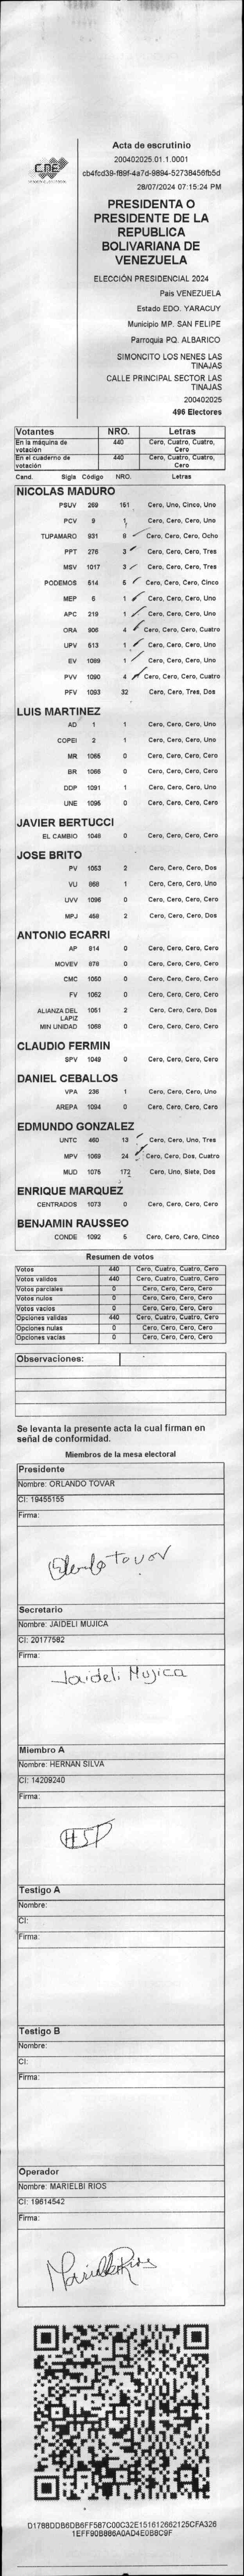 CNE
Acta de escrutinio
200402025.01.1.0001
cb4fcd39-f89f-4a7d-9894-52738456fb5d
28/07/2024 07:15:24 PM
PRESIDENTA O
PRESIDENTE DE LA
REPUBLICA
BOLIVARIANA DE
VENEZUELA
ELECCIÓN PRESIDENCIAL 2024
Pais VENEZUELA
Estado EDO. YARACUY
Municipio MP. SAN FELIPE
Parroquia PQ. ALBARICO
SIMONCITO LOS NENES LAS
TINAJAS
CALLE PRINCIPAL SECTOR LAS
TINAJAS
200402025
496 Electores
Votantes NRO. Letras
En la máquina de votación 440 Cero, Cuatro, Cuatro, Cero
En el cuaderno de votación 440 Cero, Cuatro, Cuatro, Cero
Cand. Sigla Código NRO. Letras
NICOLAS MADURO
PSUV 269 151 Cero, Uno, Cinco, Uno
PCV 9 1 Cero, Cero, Cero, Uno
TUPAMARO 931 8 Cero, Cero, Cero, Ocho
PPT 276 3 Cero, Cero, Cero, Tres
MSV 1017 3 Cero, Cero, Cero, Tres
PODEMOS 514 5 Cero, Cero, Cero, Cinco
MEP 6 1 Cero, Cero, Cero, Uno
APC 219 1 Cero, Cero, Cero, Uno
ORA 906 4 Cero, Cero, Cero, Cuatro
UPV 513 1 Cero, Cero, Cero, Uno
EV 1089 1 Cero, Cero, Cero, Uno
PVV 1090 4 Cero, Cero, Cero, Cuatro
PFV 1093 32 Cero, Cero, Tres, Dos
LUIS MARTINEZ
AD 1 1 Cero, Cero, Cero, Uno
COPEI 2 1 Cero, Cero, Cero, Uno
MR 1065 0 Cero, Cero, Cero, Cero
BR 1086 0 Cero, Cero, Cero, Cero
DDP 1091 1 Cero, Cero, Cero, Uno
UNE 1095 0 Cero, Cero, Cero, Cero
JAVIER BERTUCCI
EL CAMBIO 1048 0 Cero, Cero, Cero, Cero
JOSE BRITO
PV 1053 2 Cero, Cero, Cero, Dos
VU 868 1 Cero, Cero, Cero, Uno
UVV 1096 0 Cero, Cero, Cero, Cero
MPJ 458 2 Cero, Cero, Cero, Dos
ANTONIO ECARRI
AP 814 0 Cero, Cero, Cero, Cero
MOVEV 878 0 Cero, Cero, Cero, Cero
CMC 1050 0 Cero, Cero, Cero, Cero
FV 1052 0 Cero, Cero, Cero, Cero
ALIANZA DEL LAPIZ 1051 2 Cero, Cero, Cero, Dos
MIN UNIDAD 1068 0 Cero, Cero, Cero, Cero
CLAUDIO FERMIN
SPV 1049 0 Cero, Cero, Cero, Cero
DANIEL CEBALLOS
VPA 236 1 Cero, Cero, Cero, Uno
AREPA 1094 0 Cero, Cero, Cero, Cero
EDMUNDO GONZALEZ
UNTC 460 13 Cero, Cero, Uno, Tres
MPV 1069 24 Cero, Cero, Dos, Cuatro
MUD 1075 172 Cero, Uno, Siete, Dos
ENRIQUE MARQUEZ
CENTRADOS 1073 0 Cero, Cero, Cero, Cero
BENJAMIN RAUSSEO
CONDE 1092 5 Cero, Cero, Cero, Cinco
Resumen de votos
Votos 440 Cero, Cuatro, Cuatro, Cero
Votos validos 440 Cero, Cuatro, Cuatro, Cero
Votos parciales 0 Cero, Cero, Cero, Cero
Votos nulos 0 Cero, Cero, Cero, Cero
Votos vacios 0 Cero, Cero, Cero, Cero
Opciones validas 440 Cero, Cuatro, Cuatro, Cero
Opciones nulas 0 Cero, Cero, Cero, Cero
Opciones vacias 0 Cero, Cero, Cero, Cero
Observaciones:
Se levanta la presente acta la cual firman en
señal de conformidad.
Miembros de la mesa electoral
Presidente
Nombre: ORLANDO TOVAR
CI: 19455155
Firma:
Orlando Tovar
Secretario
Nombre: JAIDELI MUJICA
CI: 20177582
Firma:
Jaideli Mujica
Miembro A
Nombre: HERNAN SILVA
CI: 14209240
Firma:
Testigo A
Nombre:
CI:
Firma:
Testigo B
Nombre:
CI:
Firma:
Operador
Nombre: MARIELBI RIOS
CI: 19614542
Firma:
D1788DDB6DB6FF587C00C32E151612662125CFA326
1EFF90B886A0AD4E0B8C9F